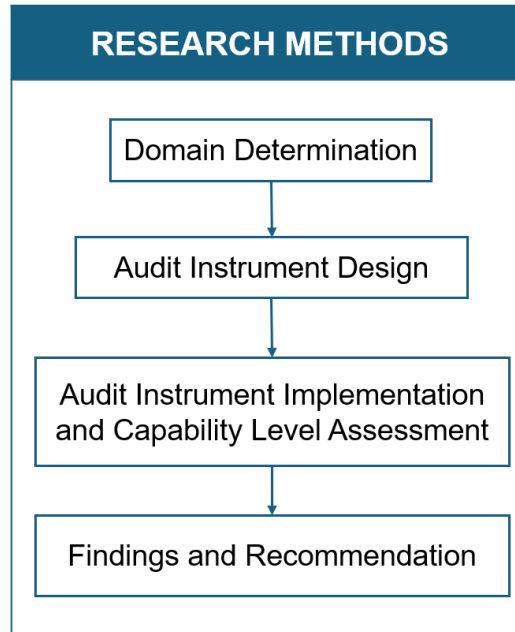 RESEARCH METHODS
Domain Determination
Audit Instrument Design
Audit Instrument Implementation
and Capability Level Assessment
Findings and Recommendation